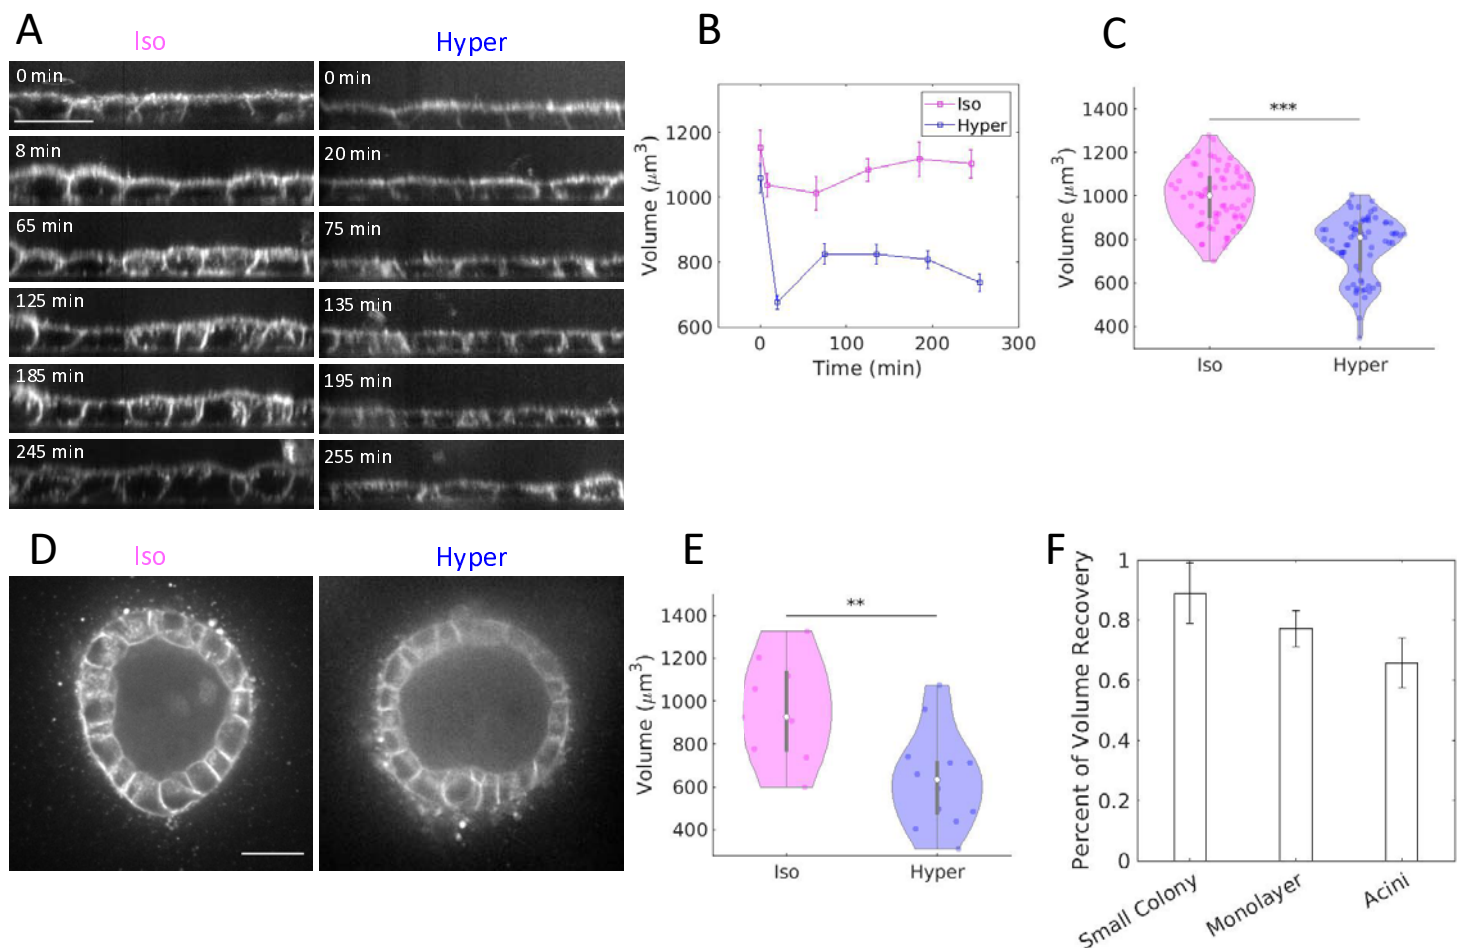 A
Iso
Hyper
0 min
0 min
8 min
20 min
65 min
75 min
125 min
135 min
185 min
195 min
245 min
255 min
B
Volume (μm³)
1200
1000
800
600
0
100
200
300
Time (min)
Iso
Hyper
C
Volume (μm³)
1400
1200
1000
800
600
400
***
Iso
Hyper
D
Iso
Hyper
E
Volume (μm³)
1400
1200
1000
800
600
400
**
Iso
Hyper
F
Percent of Volume Recovery
1
0.8
0.6
0.4
0.2
0
Small Colony
Monolayer
Acini